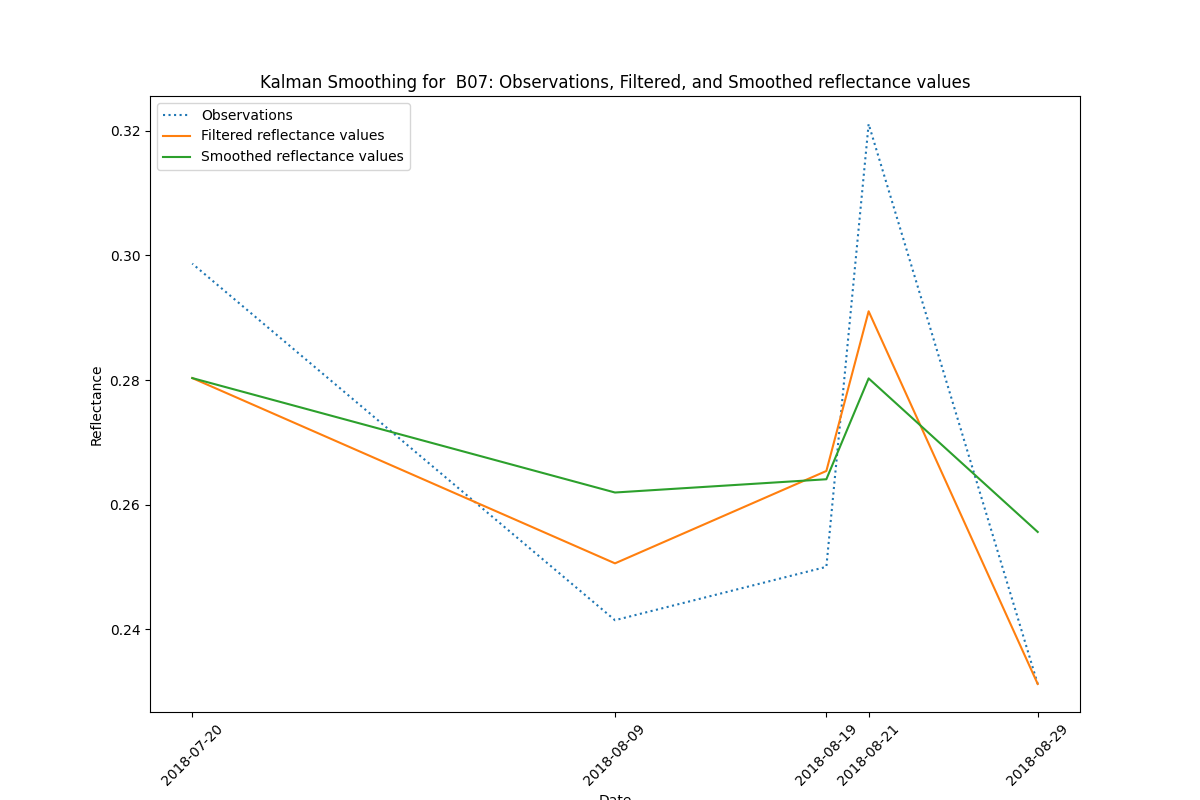 Kalman Smoothing for  B07: Observations, Filtered, and Smoothed reflectance values
Observations
Filtered reflectance values
Smoothed reflectance values
Reflectance
0.32
0.30
0.28
0.26
0.24
2018-07-20
2018-08-09
2018-08-19
2018-08-21
2018-08-29
Date